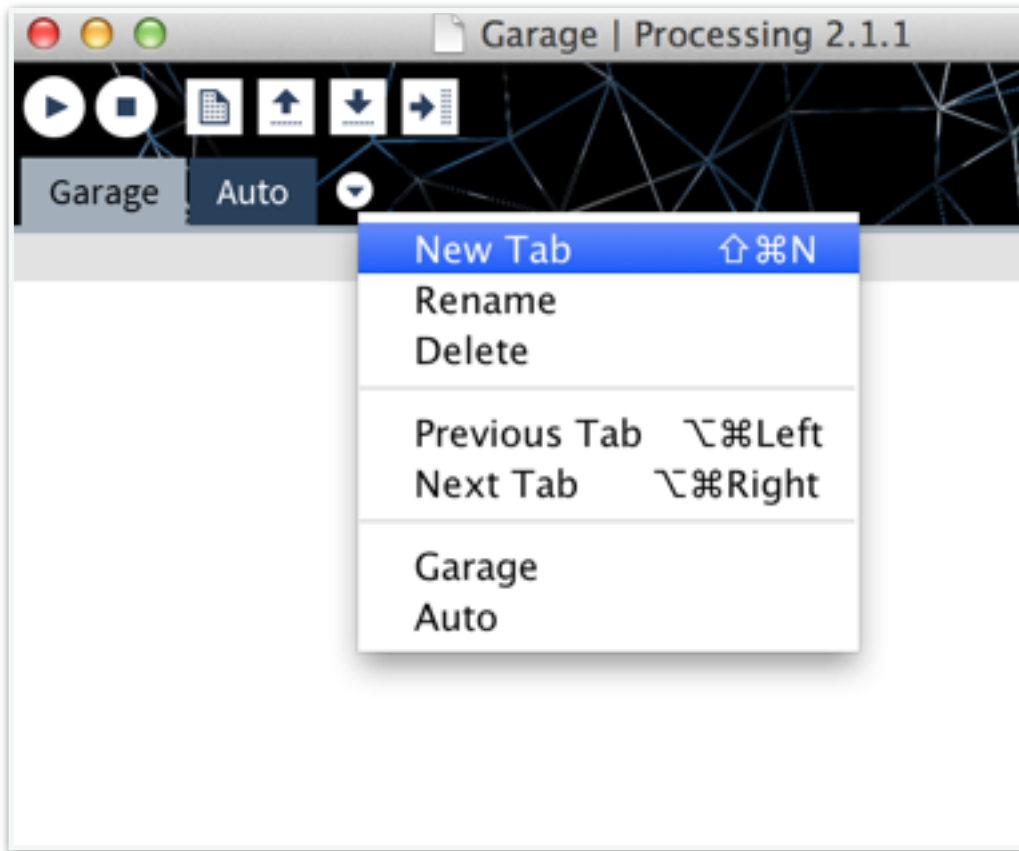 Garage | Processing 2.1.1
Garage Auto
New Tab ⇧⌘N
Rename
Delete
Previous Tab ⌥⌘Left
Next Tab ⌥⌘Right
Garage
Auto